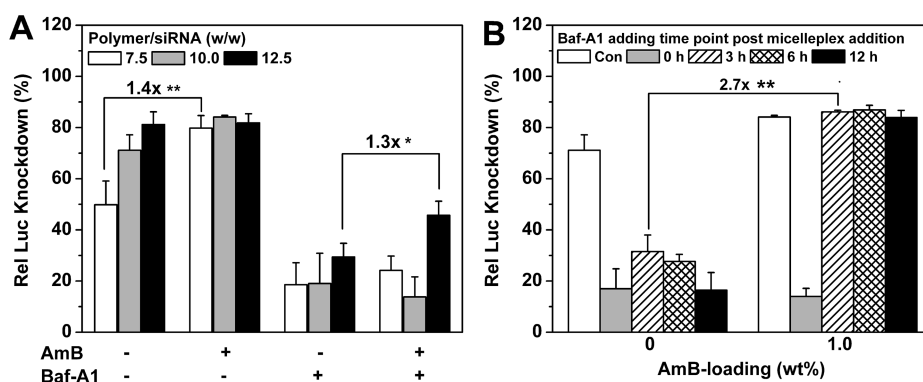 A
Polymer/siRNA (w/w)
7.5 10.0 12.5
1.4x **
1.3x *
Rel Luc Knockdown (%)
120
100
80
60
40
20
0
AmB - + - +
Baf-A1 - - + +
B
Baf-A1 adding time point post micelleplex addition
Con 0 h 3 h 6 h 12 h
2.7x **
Rel Luc Knockdown (%)
120
100
80
60
40
20
0
0 1.0
AmB-loading (wt%)